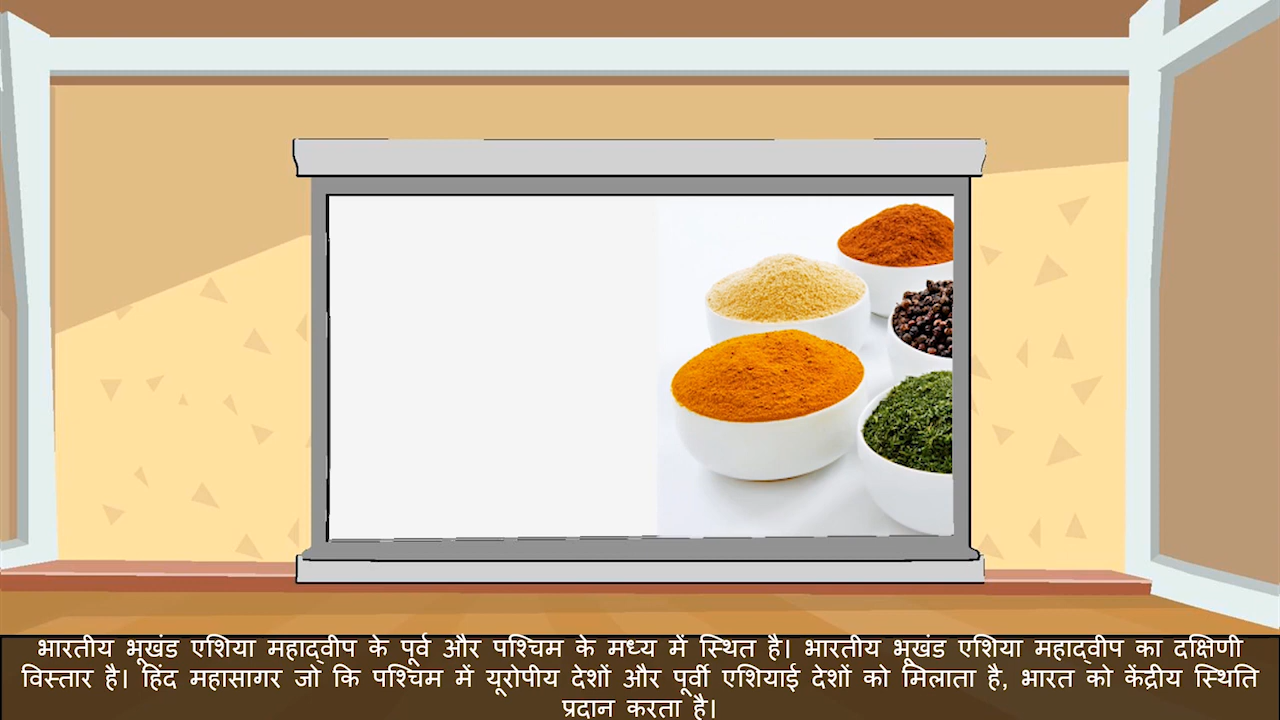 भारतीय भूखंड एशिया महाद्वीप के पूर्व और पश्चिम के मध्य में स्थित है। भारतीय भूखंड एशिया महाद्वीप का दक्षिणी
विस्तार है। हिंद महासागर जो कि पश्चिम में यूरोपीय देशों और पूर्वी एशियाई देशों को मिलाता है, भारत को केंद्रीय स्थिति
प्रदान करता है।